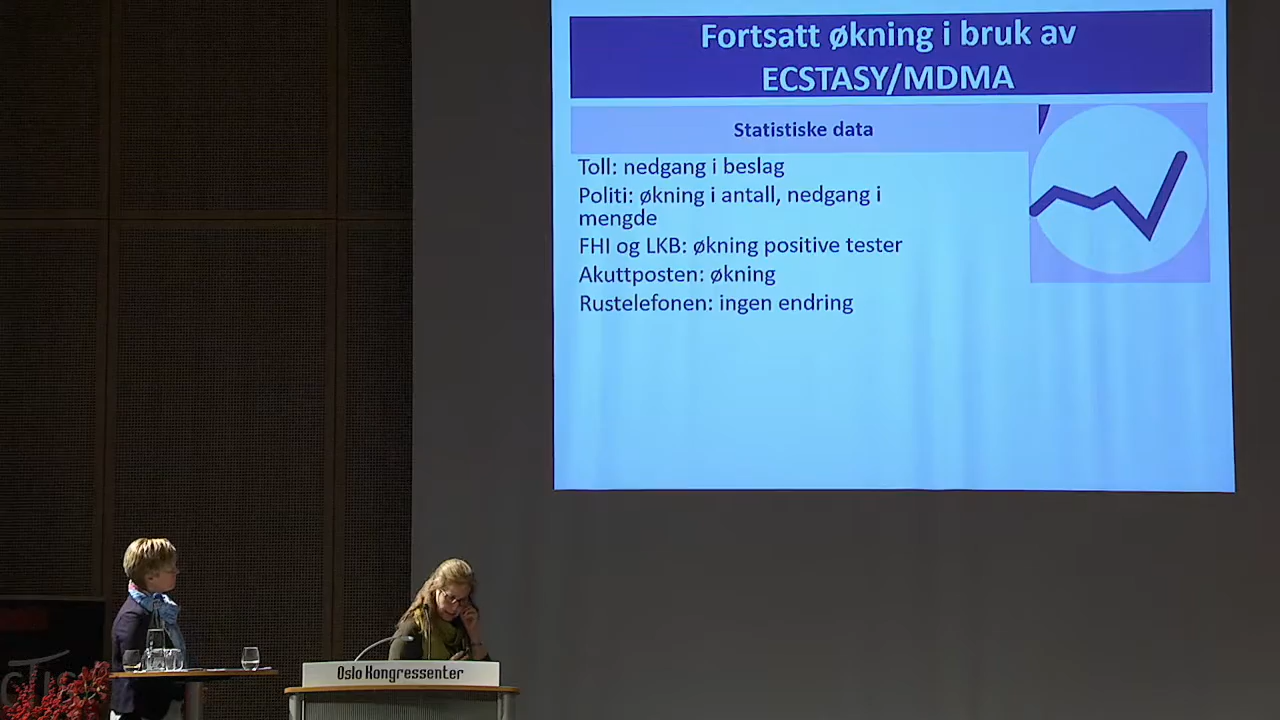 Fortsatt økning i bruk av
ECSTASY/MDMA
Statistiske data
Toll: nedgang i beslag
Politi: økning i antall, nedgang i
mengde
FHI og LKB: økning positive tester
Akuttposten: økning
Rustelefonen: ingen endring
Oslo Kongressenter